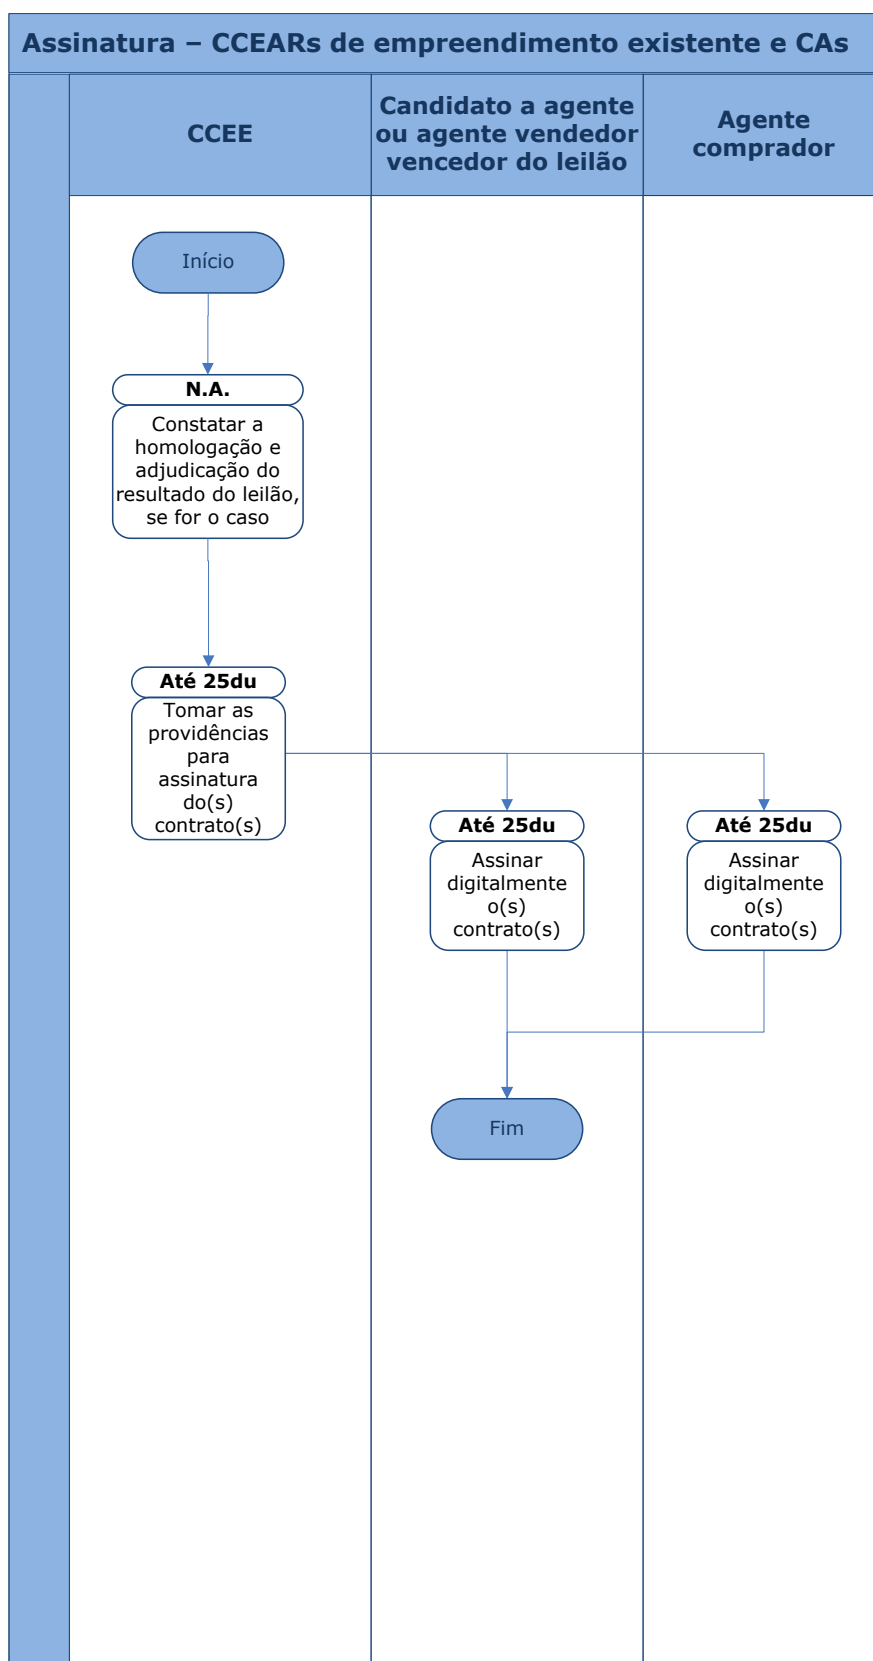 Assinatura – CCEARs de empreendimento existente e CAs
CCEE
Candidato a agente
ou agente vendedor
vencedor do leilão
Agente
comprador
Início
N.A.
Constatar a
homologação e
adjudicação do
resultado do leilão,
se for o caso
Até 25du
Tomar as
providências
para
assinatura
do(s)
contrato(s)
Até 25du
Assinar
digitalmente
o(s)
contrato(s)
Até 25du
Assinar
digitalmente
o(s)
contrato(s)
Fim